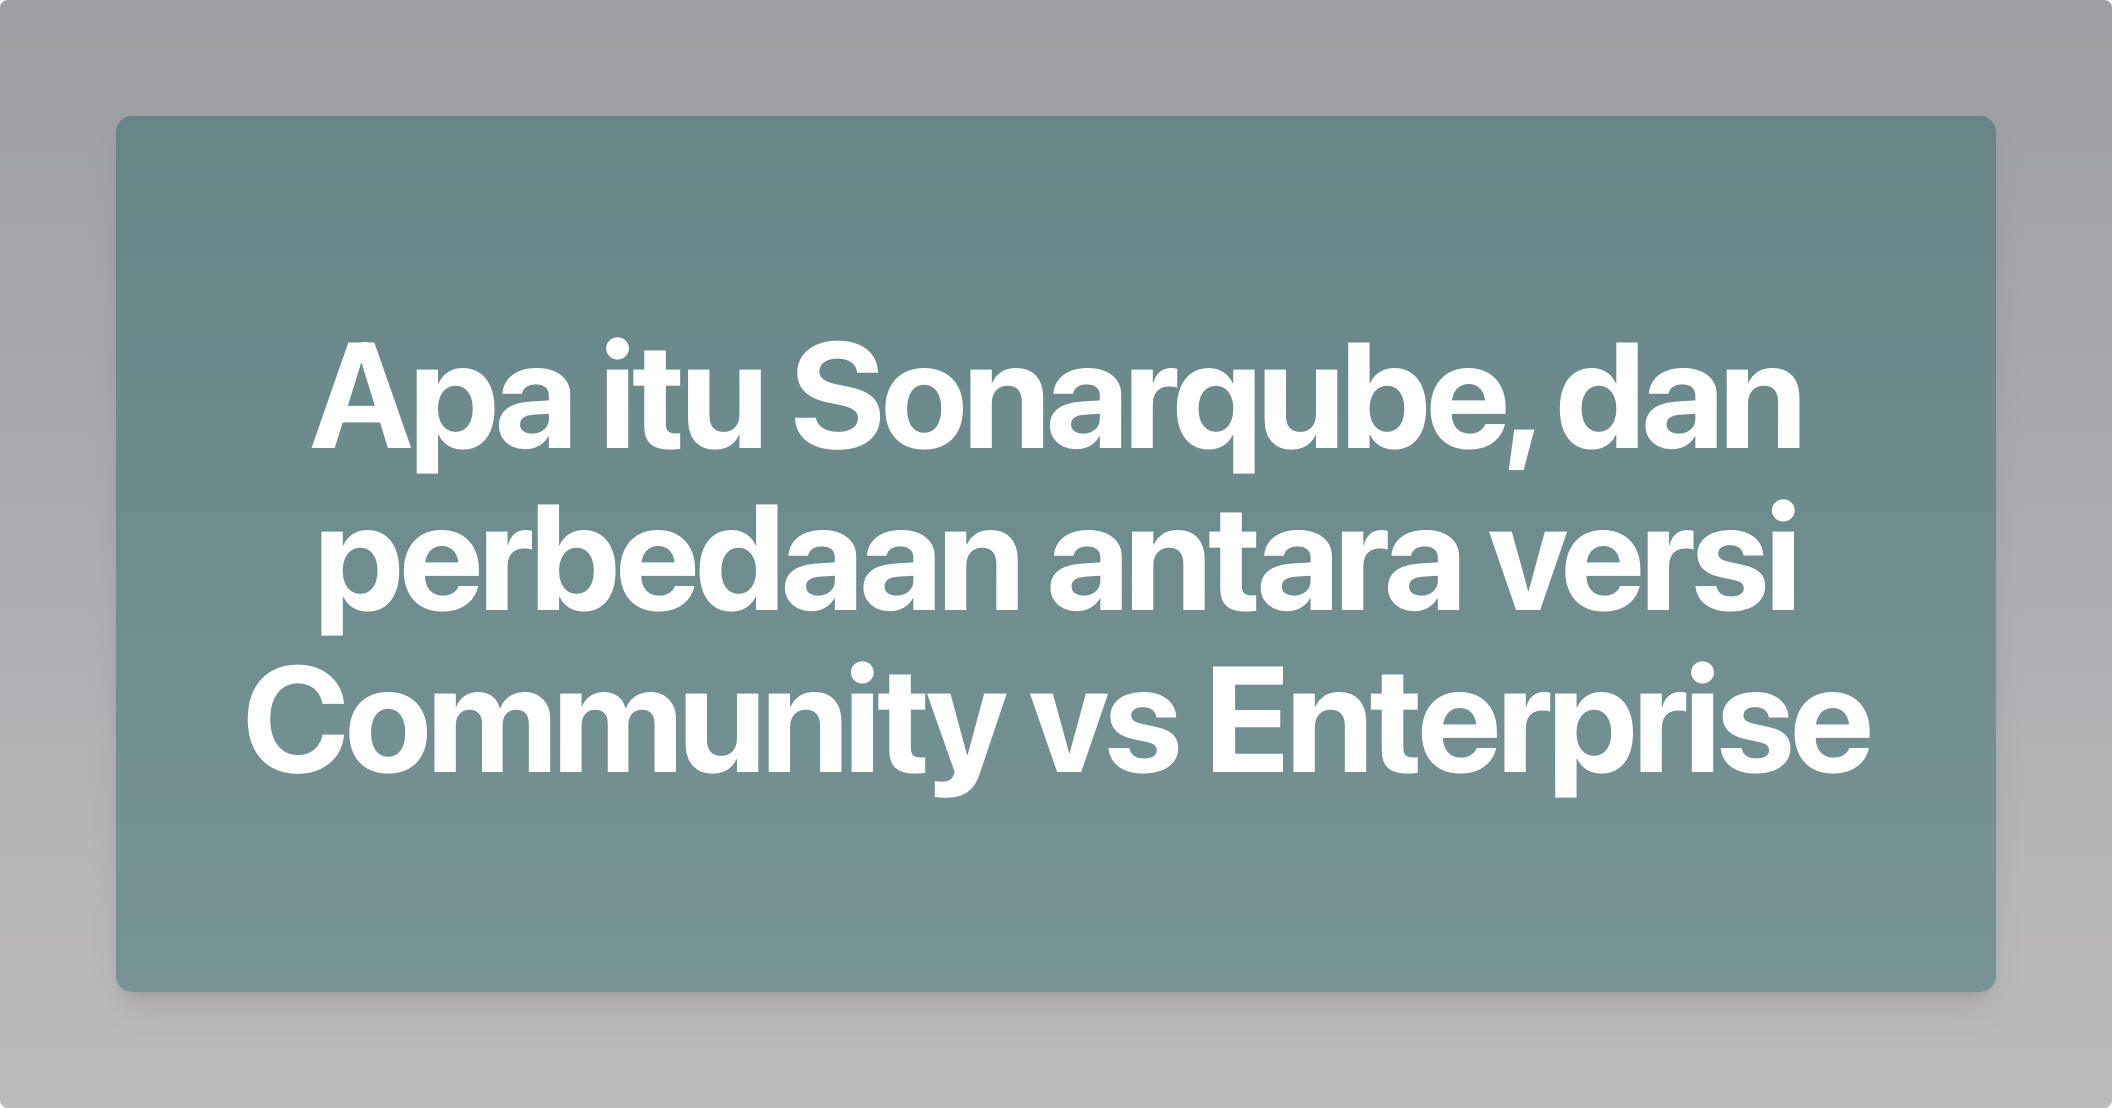 Apa itu Sonarqube, dan
perbedaan antara versi
Community vs Enterprise